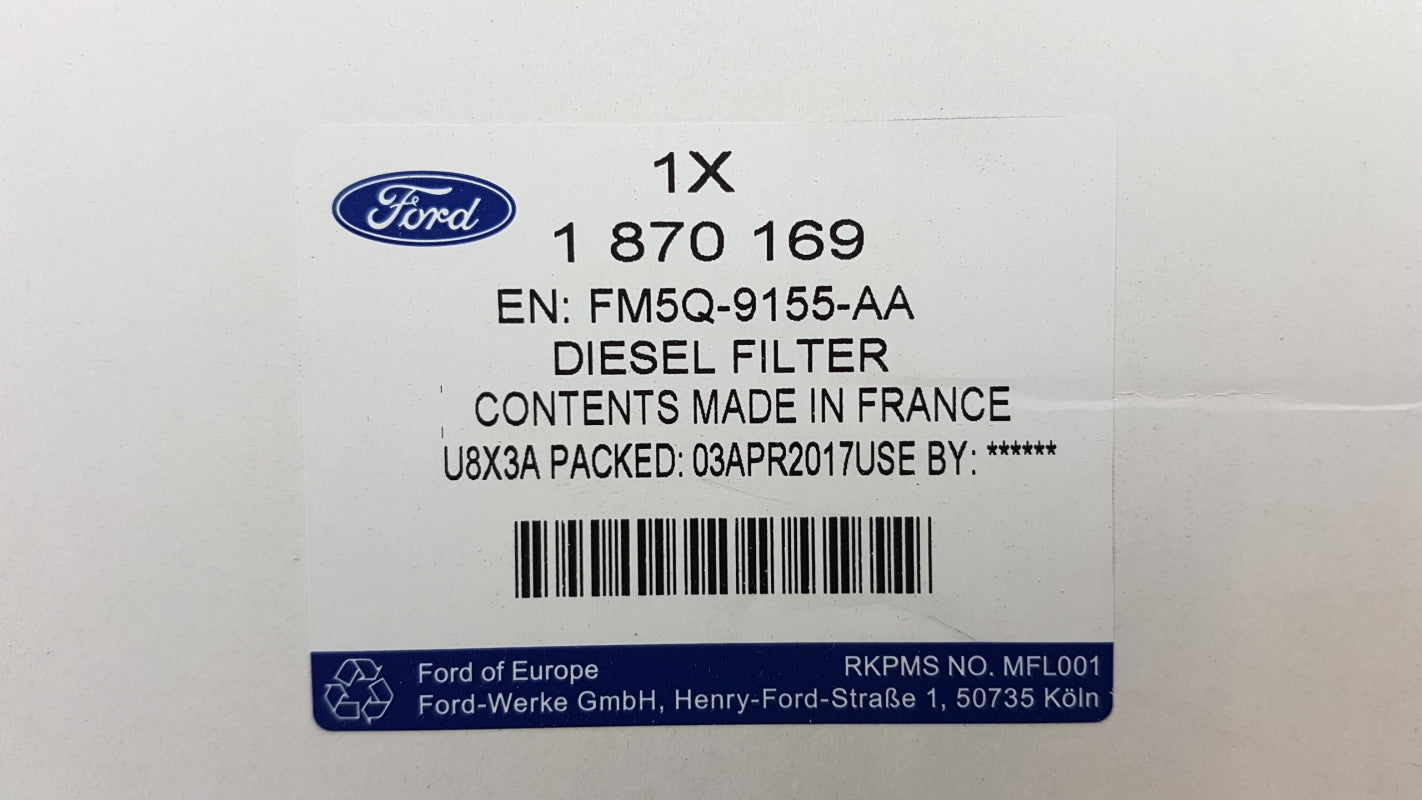 Ford
1X
1 870 169
EN: FM5Q-9155-AA
DIESEL FILTER
CONTENTS MADE IN FRANCE
U8X3A PACKED: 03APR2017USE BY: ******
Ford of Europe
RKPMS NO. MFL001
Ford-Werke GmbH, Henry-Ford-Straße 1, 50735 Köln